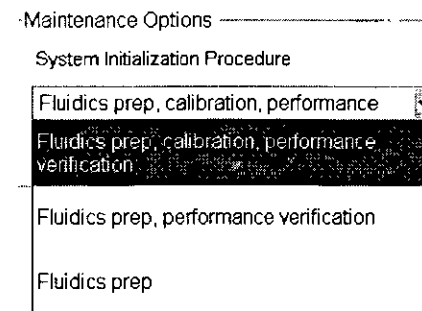 Maintenance Options
System Initialization Procedure
Fluidics prep, calibration, performance
Fluidics prep, calibration, performance
verification
Fluidics prep, performance verification
Fluidics prep